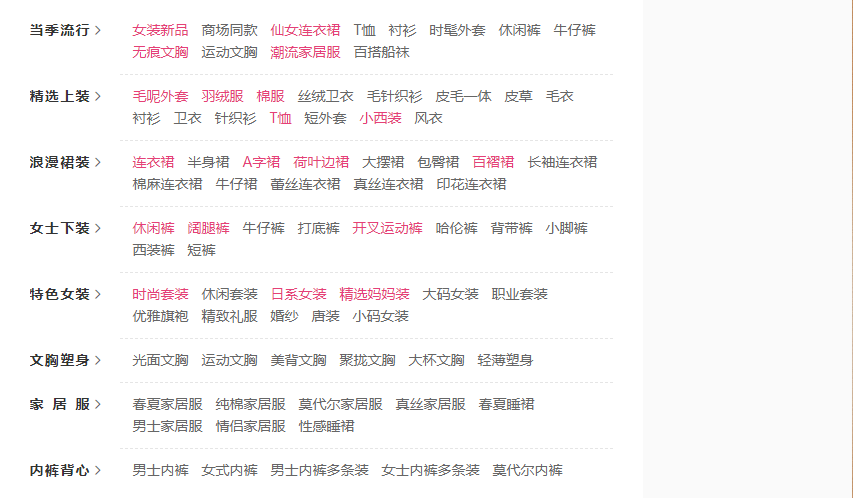 当季流行 > 女装新品 商场同款 仙女连衣裙 T恤 衬衫 时髦外套 休闲裤 牛仔裤
无痕文胸 运动文胸 潮流家居服 百搭船袜
精选上装 > 毛呢外套 羽绒服 棉服 丝绒卫衣 毛针织衫 皮毛一体 皮草 毛衣
衬衫 卫衣 针织衫 T恤 短外套 小西装 风衣
浪漫裙装 > 连衣裙 半身裙 A字裙 荷叶边裙 大摆裙 包臀裙 百褶裙 长袖连衣裙
棉麻连衣裙 牛仔裙 蕾丝连衣裙 真丝连衣裙 印花连衣裙
女士下装 > 休闲裤 阔腿裤 牛仔裤 打底裤 开叉运动裤 哈伦裤 背带裤 小脚裤
西装裤 短裤
特色女装 > 时尚套装 休闲套装 日系女装 精选妈妈装 大码女装 职业套装
优雅旗袍 精致礼服 婚纱 唐装 小码女装
文胸塑身 > 光面文胸 运动文胸 美背文胸 聚拢文胸 大杯文胸 轻薄塑身
家 居 服 > 春夏家居服 纯棉家居服 莫代尔家居服 真丝家居服 春夏睡裙
男士家居服 情侣家居服 性感睡裙
内裤背心 > 男士内裤 女式内裤 男士内裤多条装 女士内裤多条装 莫代尔内裤